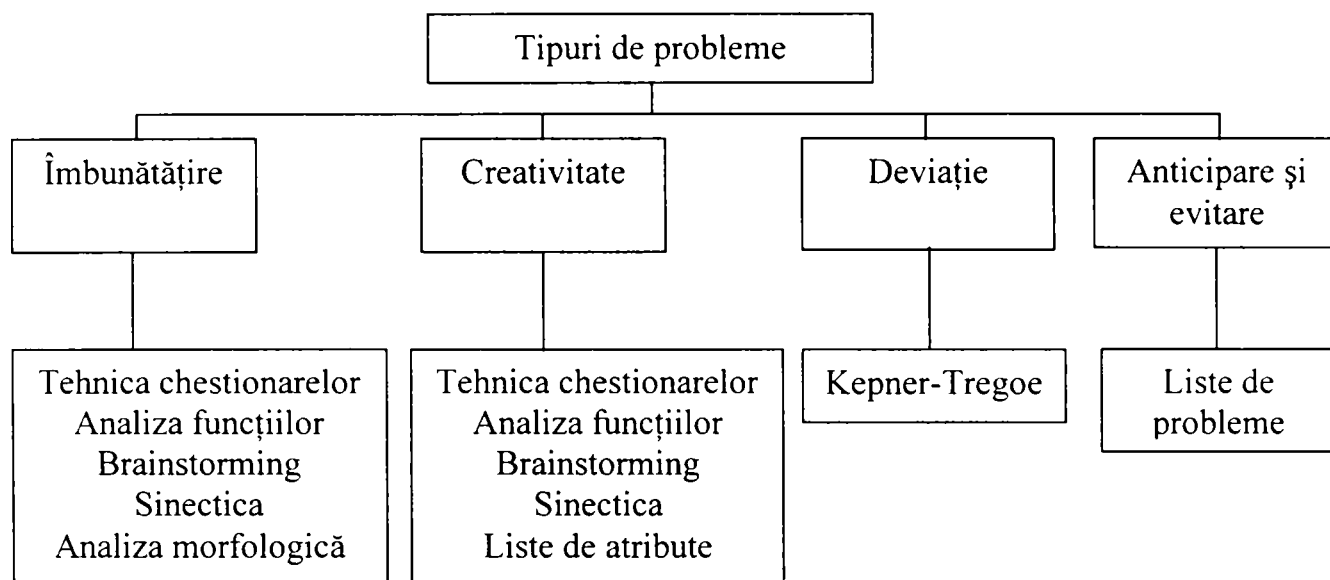 Tipuri de probleme
Îmbunătățire
Creativitate
Deviație
Anticipare și
evitare
Tehnica chestionarelor
Analiza funcțiilor
Brainstorming
Sinectica
Analiza morfologică
Tehnica chestionarelor
Analiza funcțiilor
Brainstorming
Sinectica
Liste de atribute
Kepner-Tregoe
Liste de
probleme